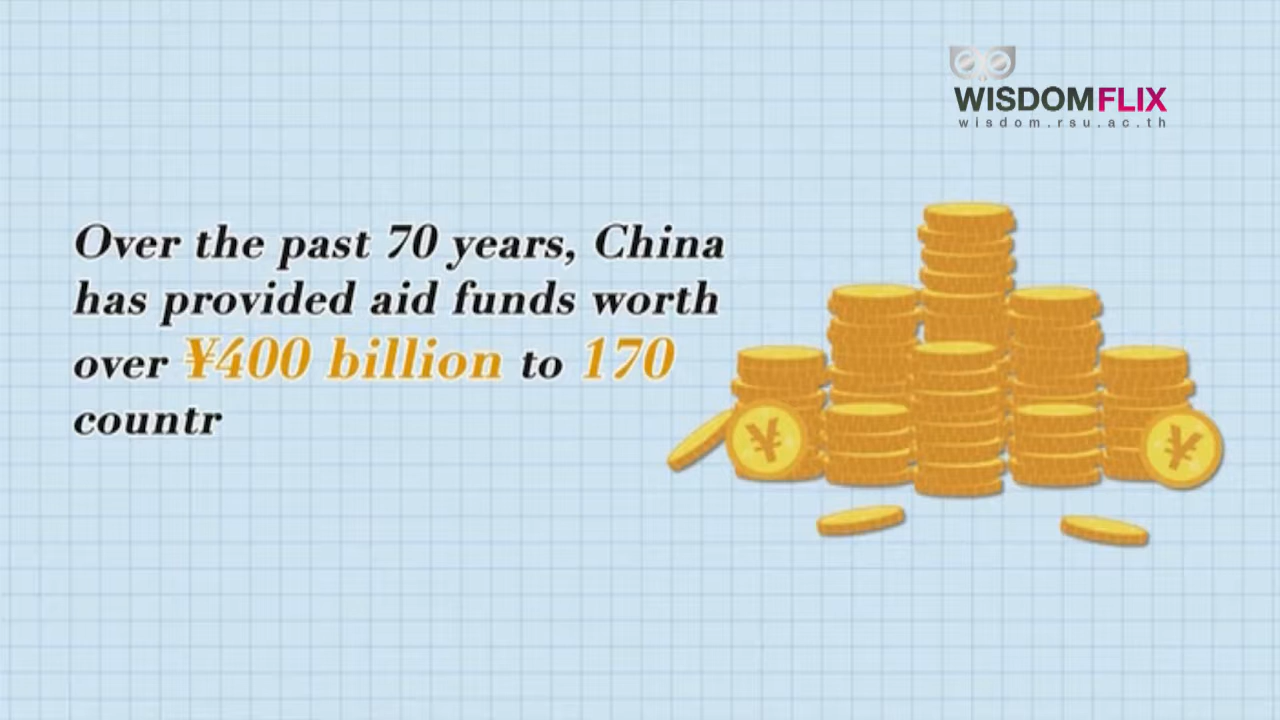 WISDOMFLIX
wisdom.rsu.ac.th
Over the past 70 years, China
has provided aid funds worth
over ¥400 billion to 170
countr
¥
¥